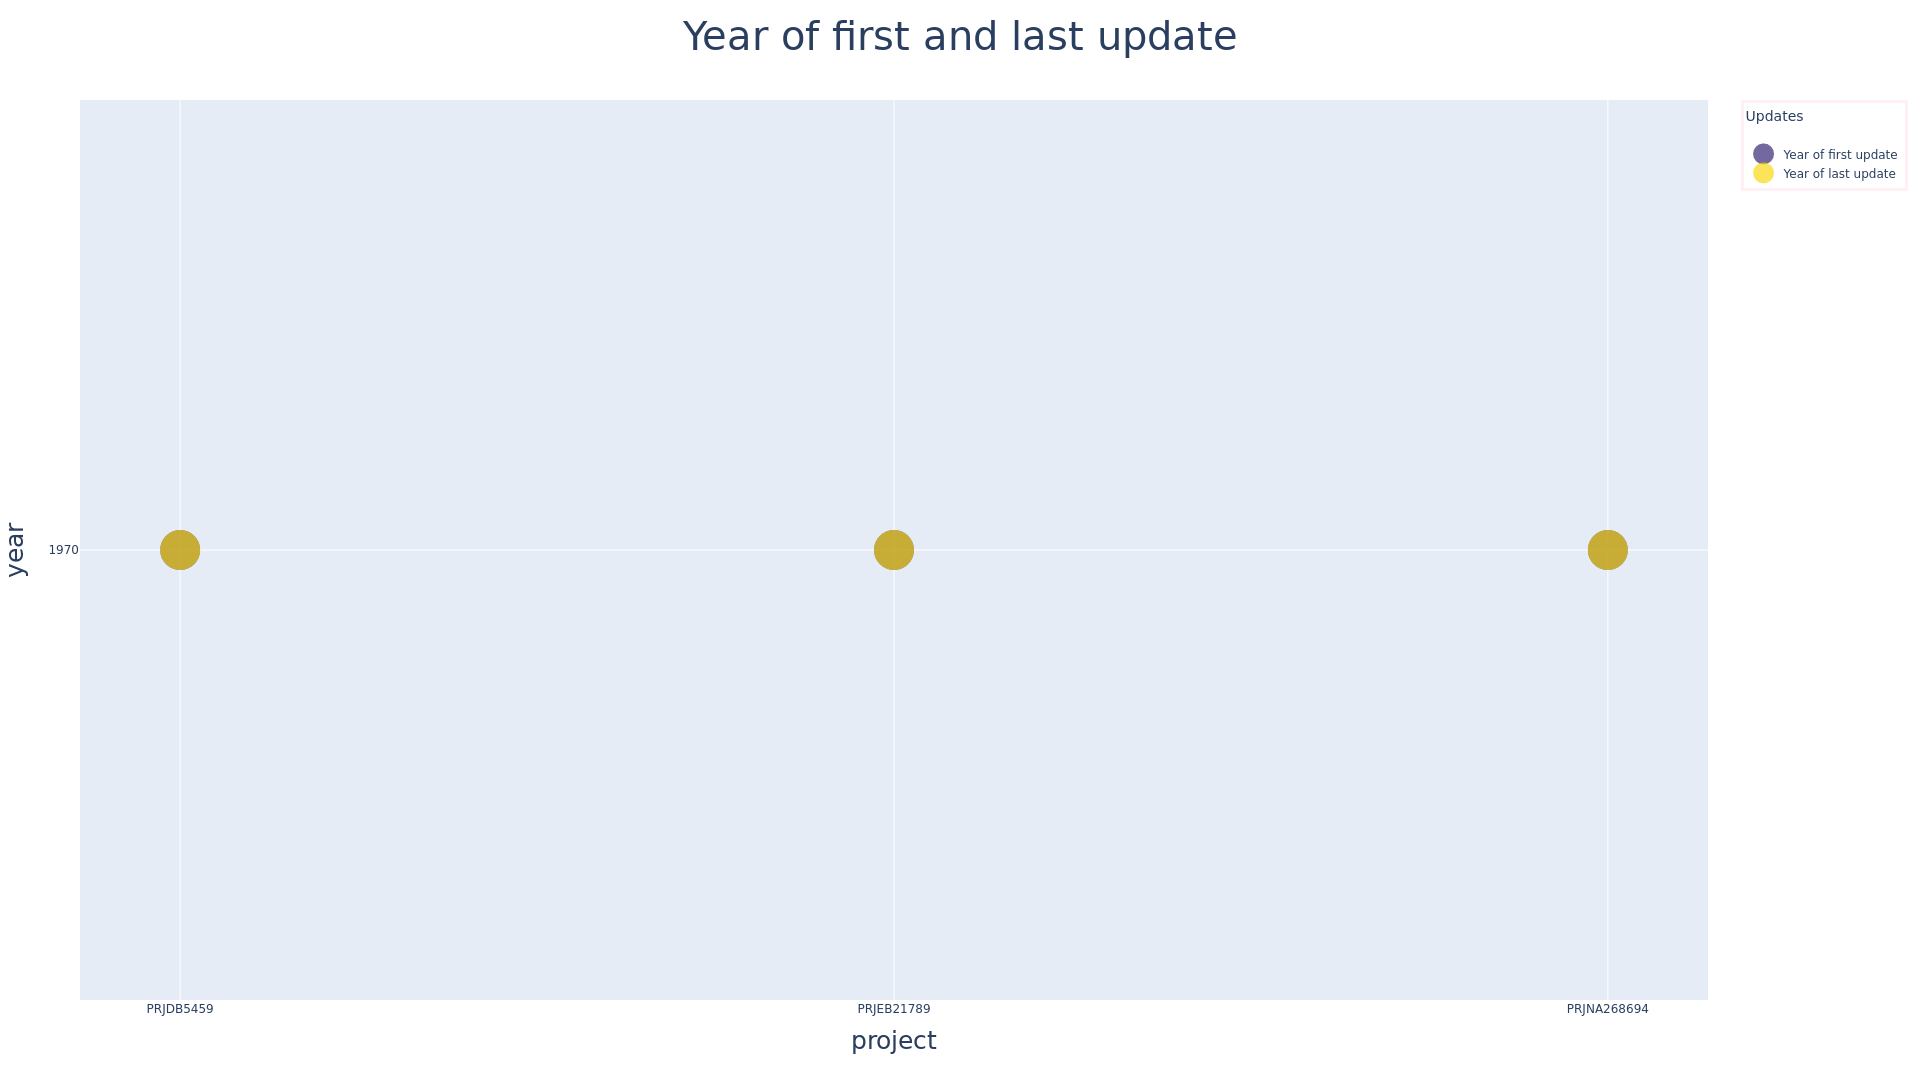 Year of first and last update
Updates
Year of first update
Year of last update
year
1970
PRJDB5459
PRJEB21789
PRJNA268694
project